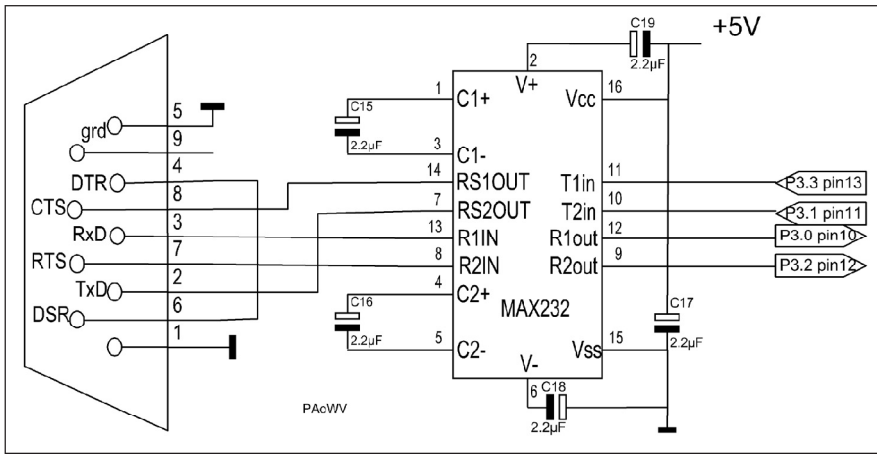 C19
+5V
2.2µF
2
V+
1
C1+
Vcc
16
C15
2.2µF
3
C1-
5
grd
9
4
DTR
14
RS1OUT
T1in
11
P3.3 pin13
8
CTS
7
RS2OUT
T2in
10
P3.1 pin11
3
RxD
13
R1IN
R1out
12
P3.0 pin10
7
RTS
8
R2IN
R2out
9
P3.2 pin12
2
TxD
4
C2+
6
DSR
C16
2.2µF
MAX232
C17
2.2µF
1
5
C2-
Vss
15
V-
6
C18
2.2µF
PAcWV